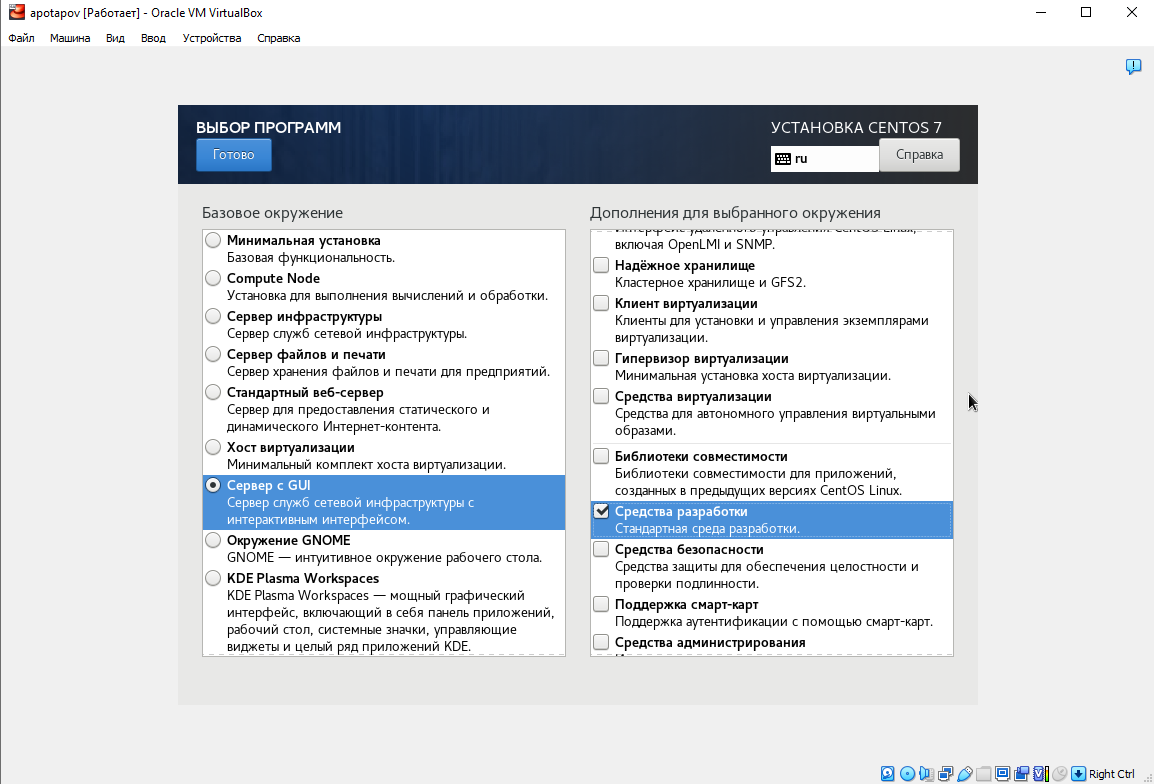 apotapov [Работает] - Oracle VM VirtualBox
Файл Машина Вид Ввод Устройства Справка
ВЫБОР ПРОГРАММ
УСТАНОВКА CENTOS 7
Готово
ru
Справка
Базовое окружение
Минимальная установка
Базовая функциональность.
Compute Node
Установка для выполнения вычислений и обработки.
Сервер инфраструктуры
Сервер служб сетевой инфраструктуры.
Сервер файлов и печати
Сервер хранения файлов и печати для предприятий.
Стандартный веб-сервер
Сервер для предоставления статического и
динамического Интернет-контента.
Хост виртуализации
Минимальный комплект хоста виртуализации.
Сервер с GUI
Сервер служб сетевой инфраструктуры с
интерактивным интерфейсом.
Окружение GNOME
GNOME — интуитивное окружение рабочего стола.
KDE Plasma Workspaces
KDE Plasma Workspaces — мощный графический
интерфейс, включающий в себя панель приложений,
рабочий стол, системные значки, управляющие
виджеты и целый ряд приложений KDE.
Дополнения для выбранного окружения
Интерфейс удаленного управления CentOS Linux,
включая OpenLMI и SNMP.
Надёжное хранилище
Кластерное хранилище и GFS2.
Клиент виртуализации
Клиенты для установки и управления экземплярами
виртуализации.
Гипервизор виртуализации
Минимальная установка хоста виртуализации.
Средства виртуализации
Средства для автономного управления виртуальными
образами.
Библиотеки совместимости
Библиотеки совместимости для приложений,
созданных в предыдущих версиях CentOS Linux.
Средства разработки
Стандартная среда разработки.
Средства безопасности
Средства защиты для обеспечения целостности и
проверки подлинности.
Поддержка смарт-карт
Поддержка аутентификации с помощью смарт-карт.
Средства администрирования
Right Ctrl